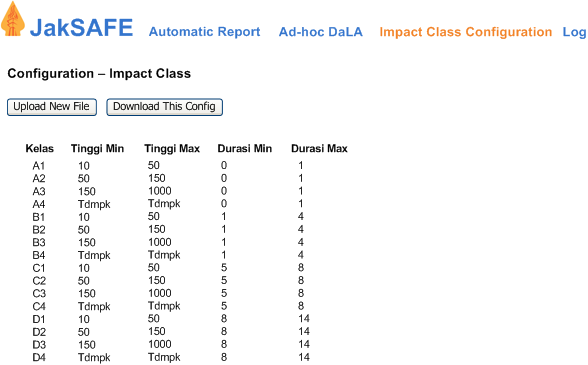 JakSAFE Automatic Report Ad-hoc DaLA Impact Class Configuration Log
Configuration – Impact Class
Upload New File Download This Config
Kelas Tinggi Min Tinggi Max Durasi Min Durasi Max
A1 10 50 0 1
A2 50 150 0 1
A3 150 1000 0 1
A4 Tdmpk Tdmpk 0 1
B1 10 50 1 4
B2 50 150 1 4
B3 150 1000 1 4
B4 Tdmpk Tdmpk 1 4
C1 10 50 5 8
C2 50 150 5 8
C3 150 1000 5 8
C4 Tdmpk Tdmpk 5 8
D1 10 50 8 14
D2 50 150 8 14
D3 150 1000 8 14
D4 Tdmpk Tdmpk 8 14